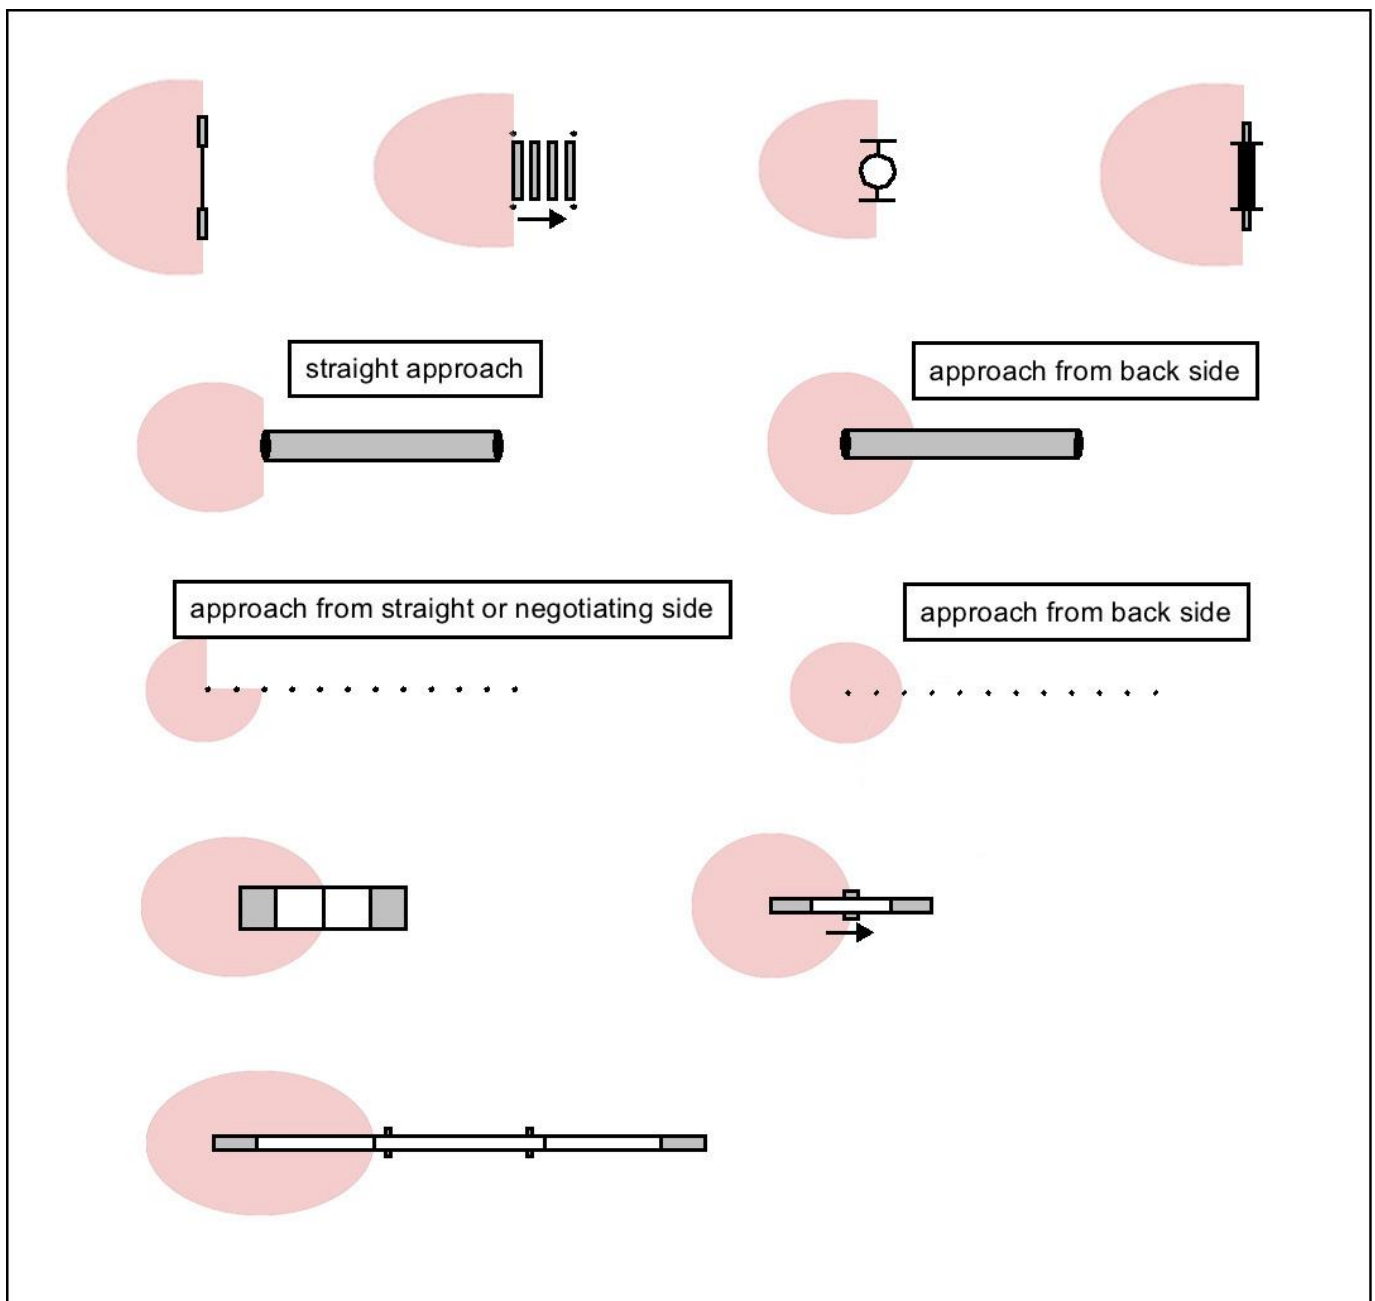 straight approach
approach from back side
approach from straight or negotiating side
approach from back side